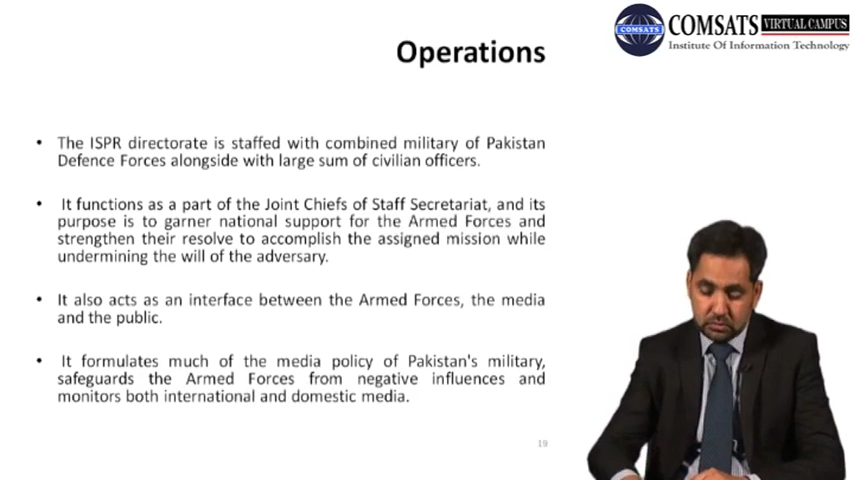 Operations
COMSATS
COMSATS VIRTUAL CAMPUS
Institute Of Information Technology
• The ISPR directorate is staffed with combined military of Pakistan
Defence Forces alongside with large sum of civilian officers.
• It functions as a part of the Joint Chiefs of Staff Secretariat, and its
purpose is to garner national support for the Armed Forces and
strengthen their resolve to accomplish the assigned mission while
undermining the will of the adversary.
• It also acts as an interface between the Armed Forces, the media
and the public.
• It formulates much of the media policy of Pakistan's military,
safeguards the Armed Forces from negative influences and
monitors both international and domestic media.
19